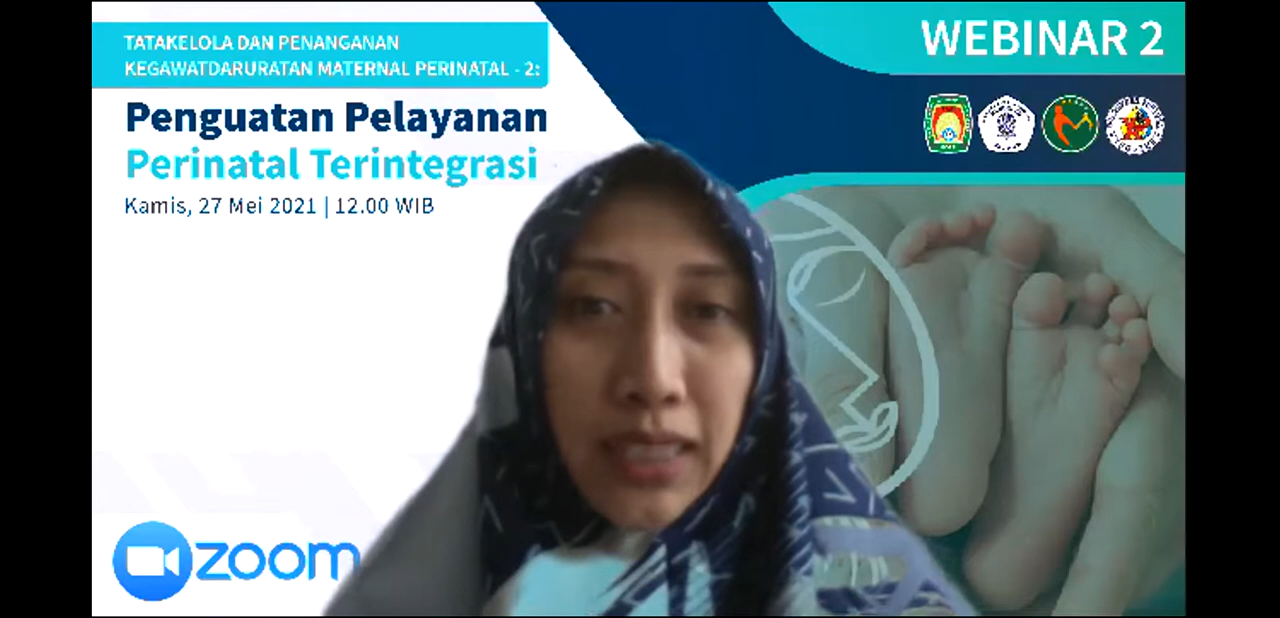 TATAKELOLA DAN PENANGANAN
KEGAWATDARURATAN MATERNAL PERINATAL - 2:
Penguatan Pelayanan
Perinatal Terintegrasi
Kamis, 27 Mei 2021 | 12.00 WIB
WEBINAR 2
zoom